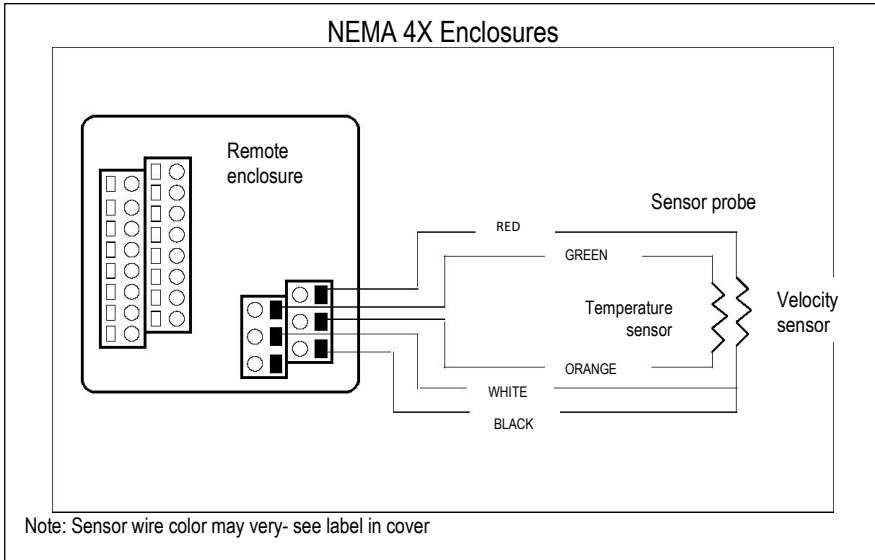 NEMA 4X Enclosures
Remote
enclosure
Sensor probe
RED
GREEN
Temperature
sensor
Velocity
sensor
ORANGE
WHITE
BLACK
Note: Sensor wire color may very- see label in cover